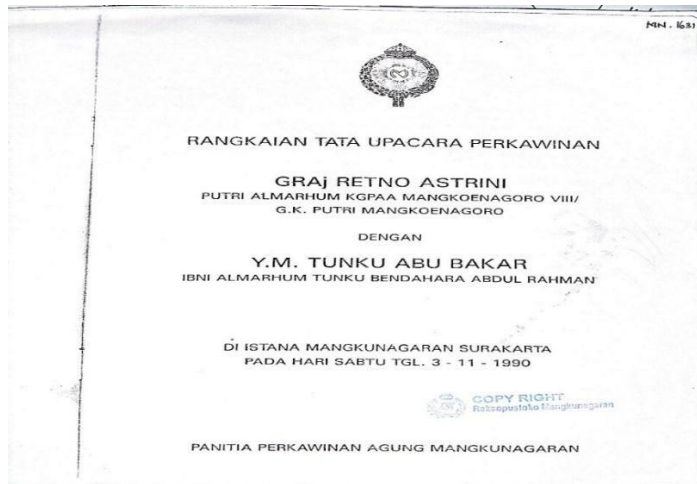 MN. 1631
RANGKAIAN TATA UPACARA PERKAWINAN
GRAj RETNO ASTRINI
PUTRI ALMARHUM KGPAA MANGKOENAGORO VIII/
G.K. PUTRI MANGKOENAGORO
DENGAN
Y.M. TUNKU ABU BAKAR
IBNI ALMARHUM TUNKU BENDAHARA ABDUL RAHMAN
DI ISTANA MANGKUNAGARAN SURAKARTA
PADA HARI SABTU TGL. 3 - 11 - 1990
COPY RIGHT
Reksopustoko Mangkunagaran
PANITIA PERKAWINAN AGUNG MANGKUNAGARAN